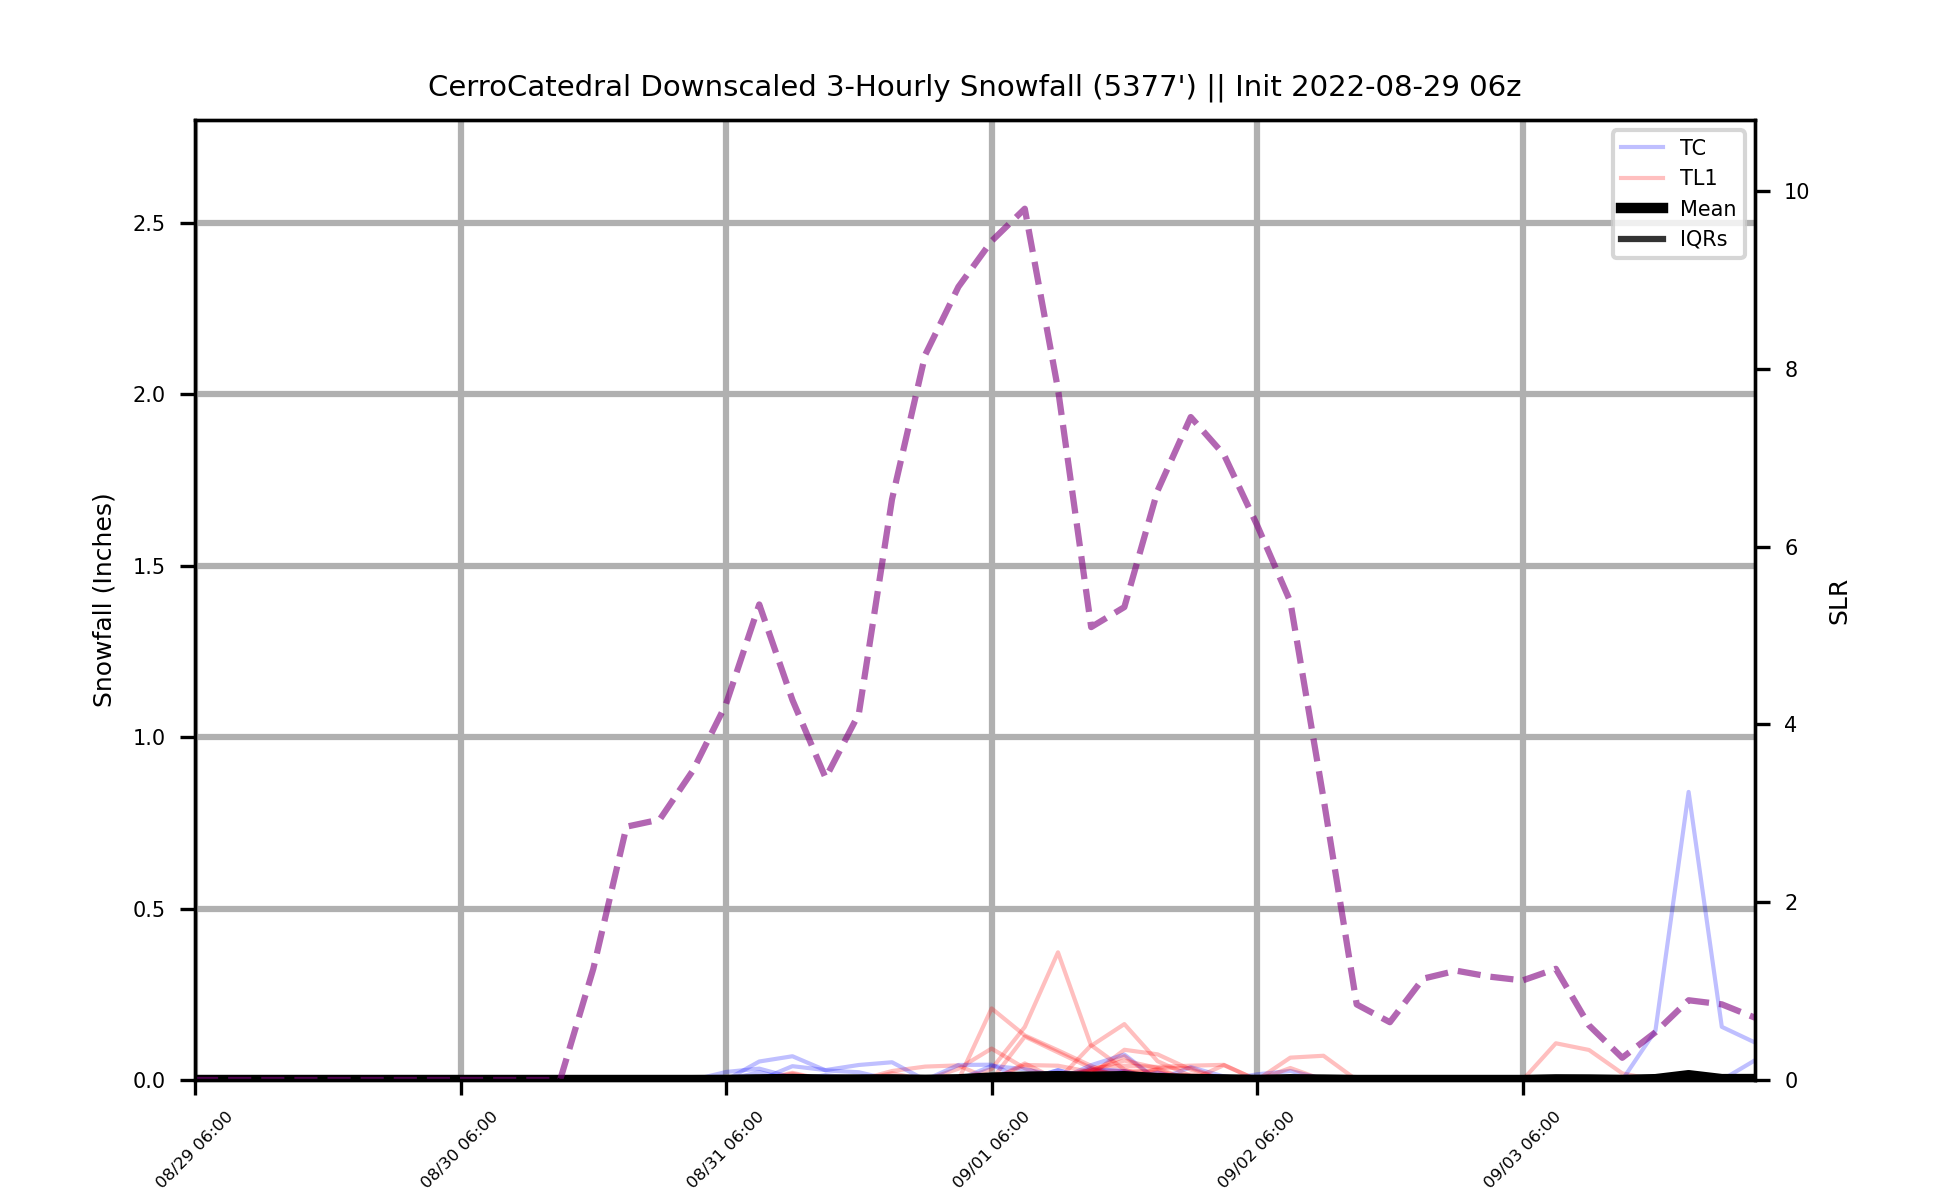 CerroCatedral Downscaled 3-Hourly Snowfall (5377') || Init 2022-08-29 06z
TC
TL1
Mean
IQRs
Snowfall (Inches)
2.5
2.0
1.5
1.0
0.5
0.0
10
8
6
4
2
0
SLR
08/29 06:00
08/30 06:00
08/31 06:00
09/01 06:00
09/02 06:00
09/03 06:00